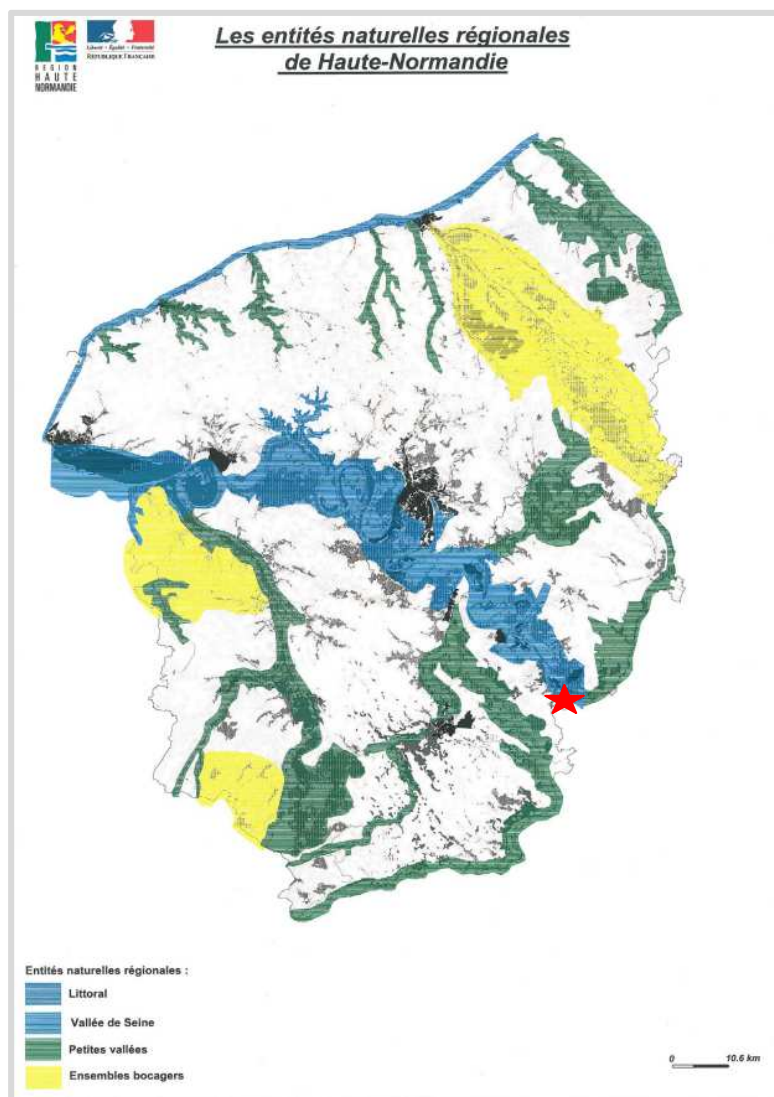 REGION
HAUTE
NORMANDIE
Liberté • Égalité • Fraternité
RÉPUBLIQUE FRANÇAISE
Les entités naturelles régionales
de Haute-Normandie
Entités naturelles régionales :
Littoral
Vallée de Seine
Petites vallées
Ensembles bocagers
0 10.6 km